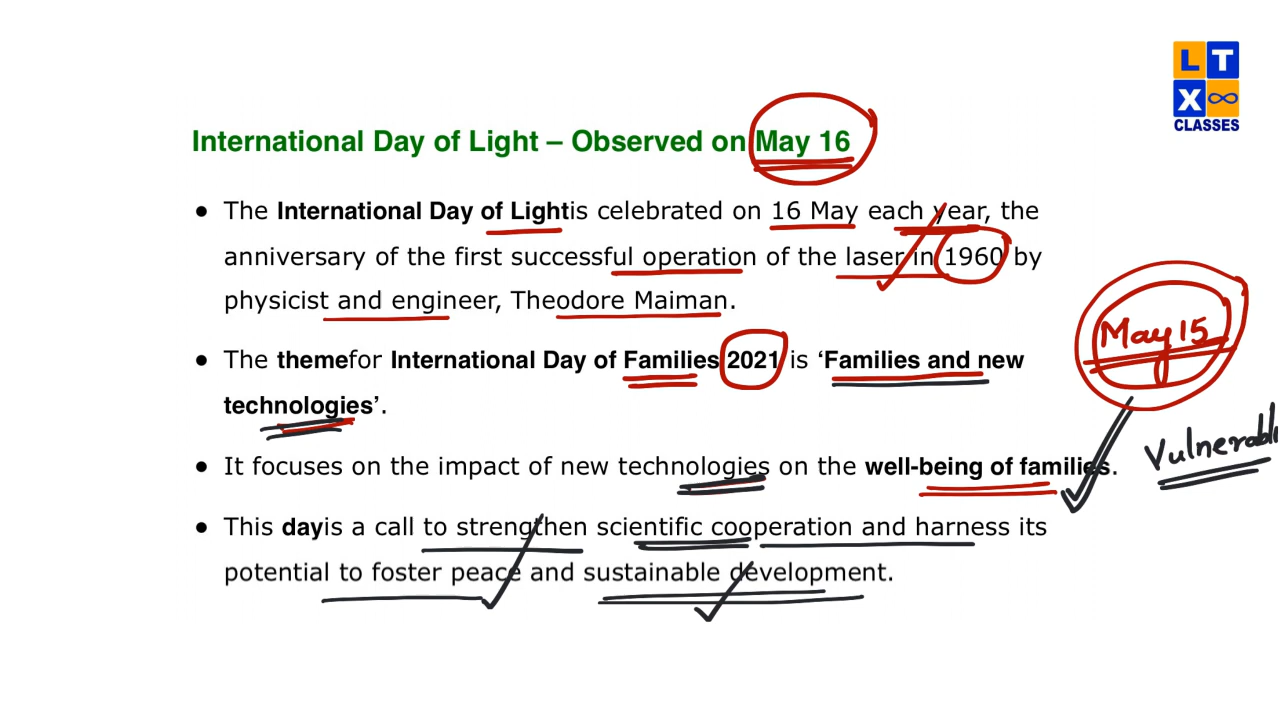 L T
X ∞
CLASSES
International Day of Light – Observed on May 16
● The International Day of Lightis celebrated on 16 May each year, the
anniversary of the first successful operation of the laser in 1960 by
physicist and engineer, Theodore Maiman.
● The themefor International Day of Families 2021 is ‘Families and new
technologies’.
May 15
● It focuses on the impact of new technologies on the well-being of families.
● This dayis a call to strengthen scientific cooperation and harness its
potential to foster peace and sustainable development.